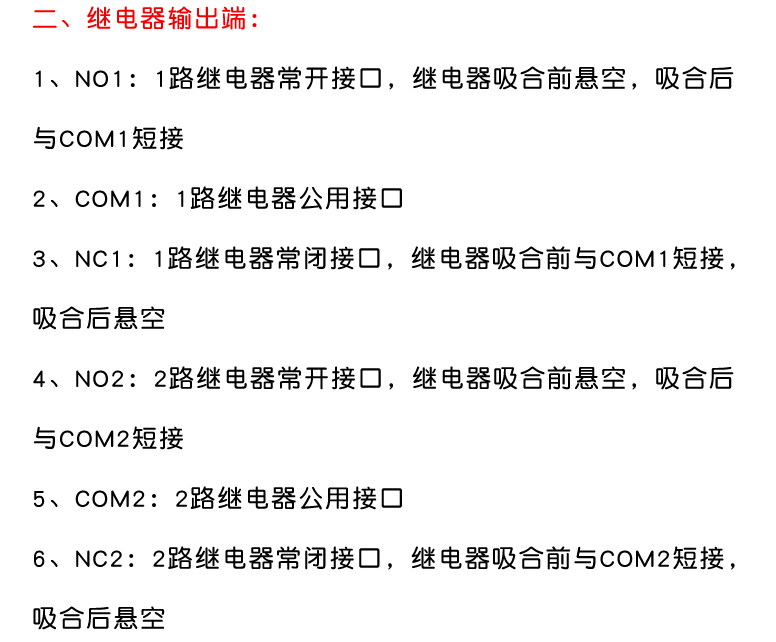 二、继电器输出端：
1、NO1：1路继电器常开接口，继电器吸合前悬空，吸合后
与COM1短接
2、COM1：1路继电器公用接口
3、NC1：1路继电器常闭接口，继电器吸合前与COM1短接，
吸合后悬空
4、NO2：2路继电器常开接口，继电器吸合前悬空，吸合后
与COM2短接
5、COM2：2路继电器公用接口
6、NC2：2路继电器常闭接口，继电器吸合前与COM2短接，
吸合后悬空